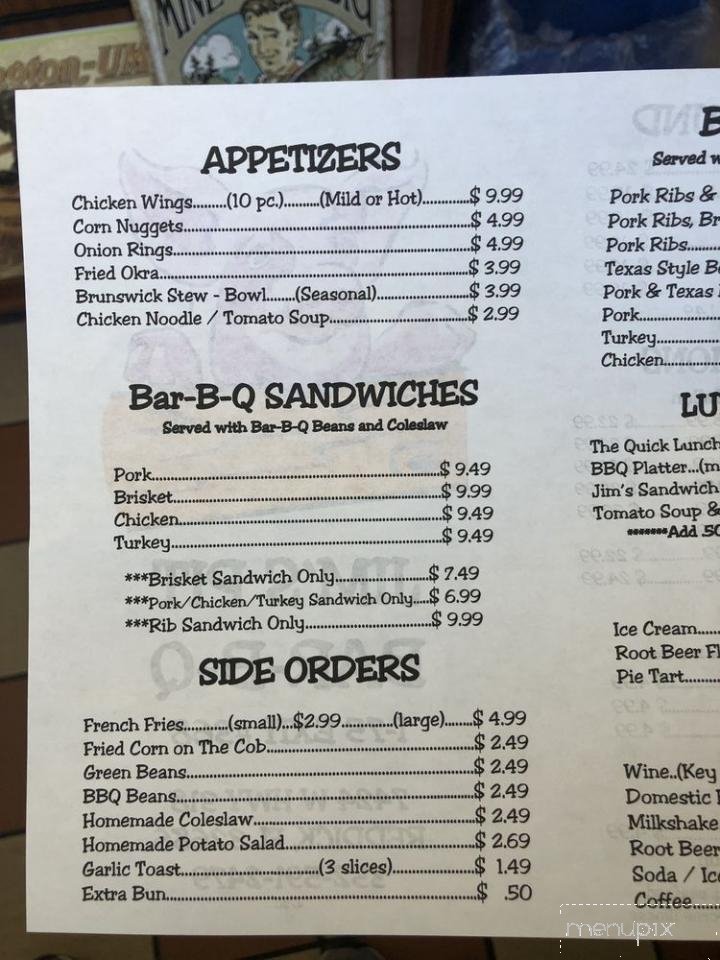 APPETIZERS
Chicken Wings.........(10 pc.).........(Mild or Hot)............$ 9.99
Corn Nuggets..............................................................$ 4.99
Onion Rings................................................................$ 4.99
Fried Okra...................................................................$ 3.99
Brunswick Stew - Bowl.......(Seasonal).......................$ 3.99
Chicken Noodle / Tomato Soup..................................$ 2.99
Bar-B-Q SANDWICHES
Served with Bar-B-Q Beans and Coleslaw
Pork..................................................................$ 9.49
Brisket..............................................................$ 9.99
Chicken............................................................$ 9.49
Turkey..............................................................$ 9.49
***Brisket Sandwich Only.......................$ 7.49
***Pork/Chicken/Turkey Sandwich Only.....$ 6.99
***Rib Sandwich Only...............................$ 9.99
SIDE ORDERS
French Fries...........(small)...$2.99.............(large).......$ 4.99
Fried Corn on The Cob.................................................$ 2.49
Green Beans.................................................................$ 2.49
BBQ Beans....................................................................$ 2.49
Homemade Coleslaw....................................................$ 2.49
Homemade Potato Salad.............................................$ 2.69
Garlic Toast..............................(3 slices)...................$ 1.49
Extra Bun......................................................................$ .50
B
Served w
Pork Ribs &
Pork Ribs, Br
Pork Ribs......
Texas Style B
Pork & Texas
Pork................
Turkey.............
Chicken...........
LU
The Quick Lunch
BBQ Platter...(m
Jim's Sandwich
Tomato Soup &
*******Add 50
Ice Cream.....
Root Beer Fl
Pie Tart........
Wine..(Key
Domestic
Milkshake
Root Beer
Soda / Ice
Coffee.....
menupix